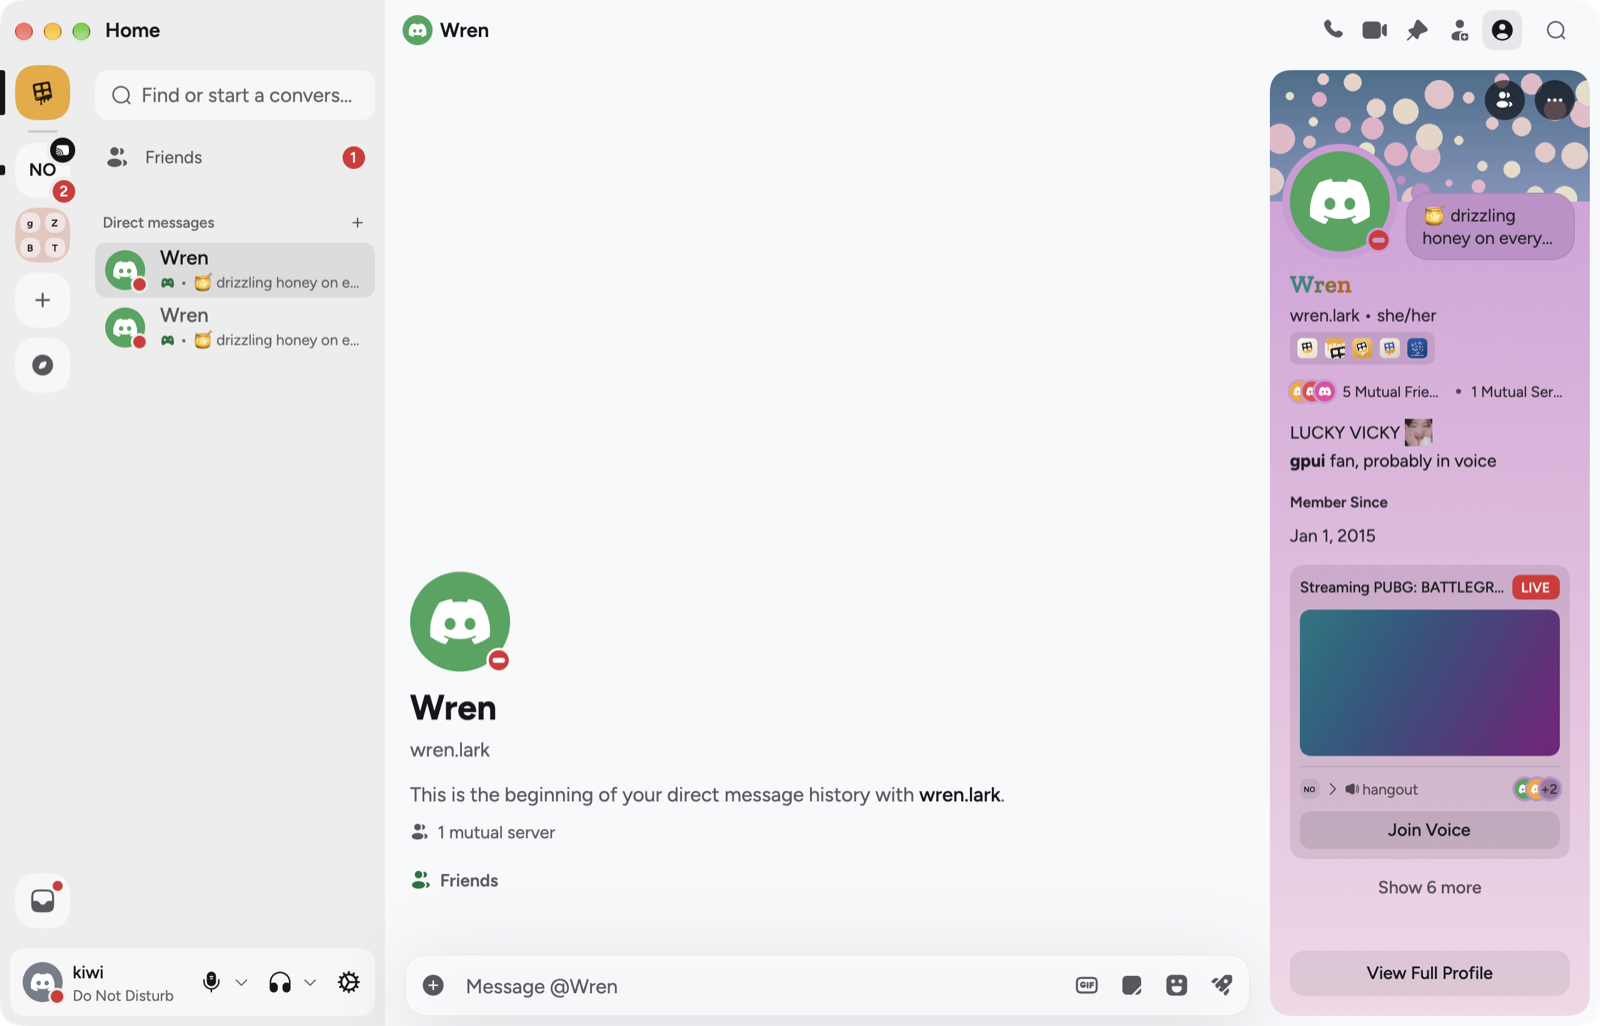 Home
Find or start a convers...
Friends
1
NO
2
g Z
B T
Direct messages
Wren
drizzling honey on e...
Wren
drizzling honey on e...
kiwi
Do Not Disturb
Wren
Wren
wren.lark
This is the beginning of your direct message history with wren.lark.
1 mutual server
Friends
Message @Wren
GIF
drizzling
honey on every...
Wren
wren.lark • she/her
5 Mutual Frie... • 1 Mutual Ser...
LUCKY VICKY
gpui fan, probably in voice
Member Since
Jan 1, 2015
Streaming PUBG: BATTLEGR... LIVE
NO hangout +2
Join Voice
Show 6 more
View Full Profile